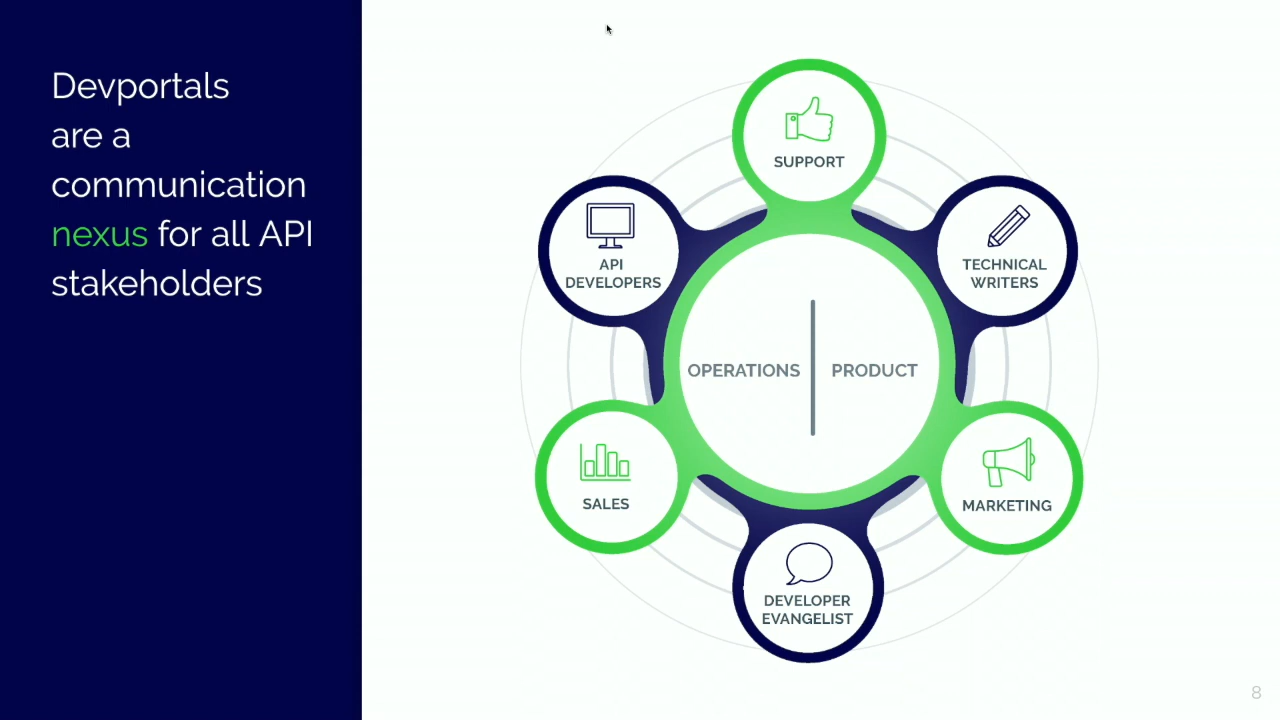 Devportals
are a
communication
nexus for all API
stakeholders
SUPPORT
API
DEVELOPERS
TECHNICAL
WRITERS
OPERATIONS
PRODUCT
SALES
MARKETING
DEVELOPER
EVANGELIST
8